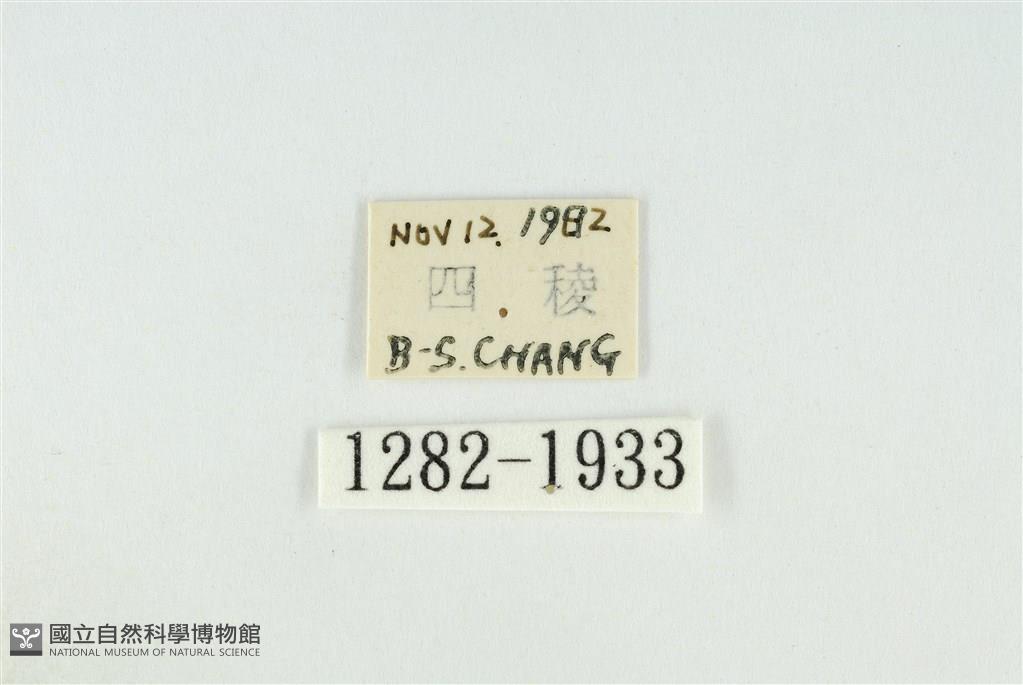 NOV 12. 1982
四稜
B-S. CHANG
1282-1933
國立自然科學博物館
NATIONAL MUSEUM OF NATURAL SCIENCE